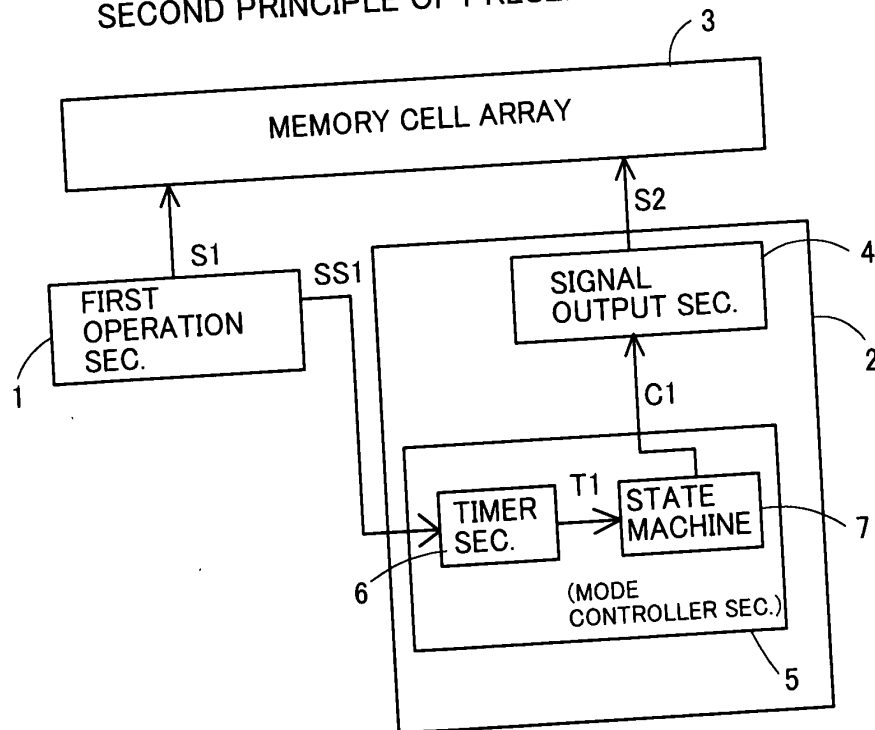 SECOND PRINCIPLE OF
3
MEMORY CELL ARRAY
S1
S2
SS1
FIRST
OPERATION
SEC.
1
SIGNAL
OUTPUT SEC.
4
2
C1
TIMER
SEC.
6
T1
STATE
MACHINE
7
(MODE
CONTROLLER SEC.)
5